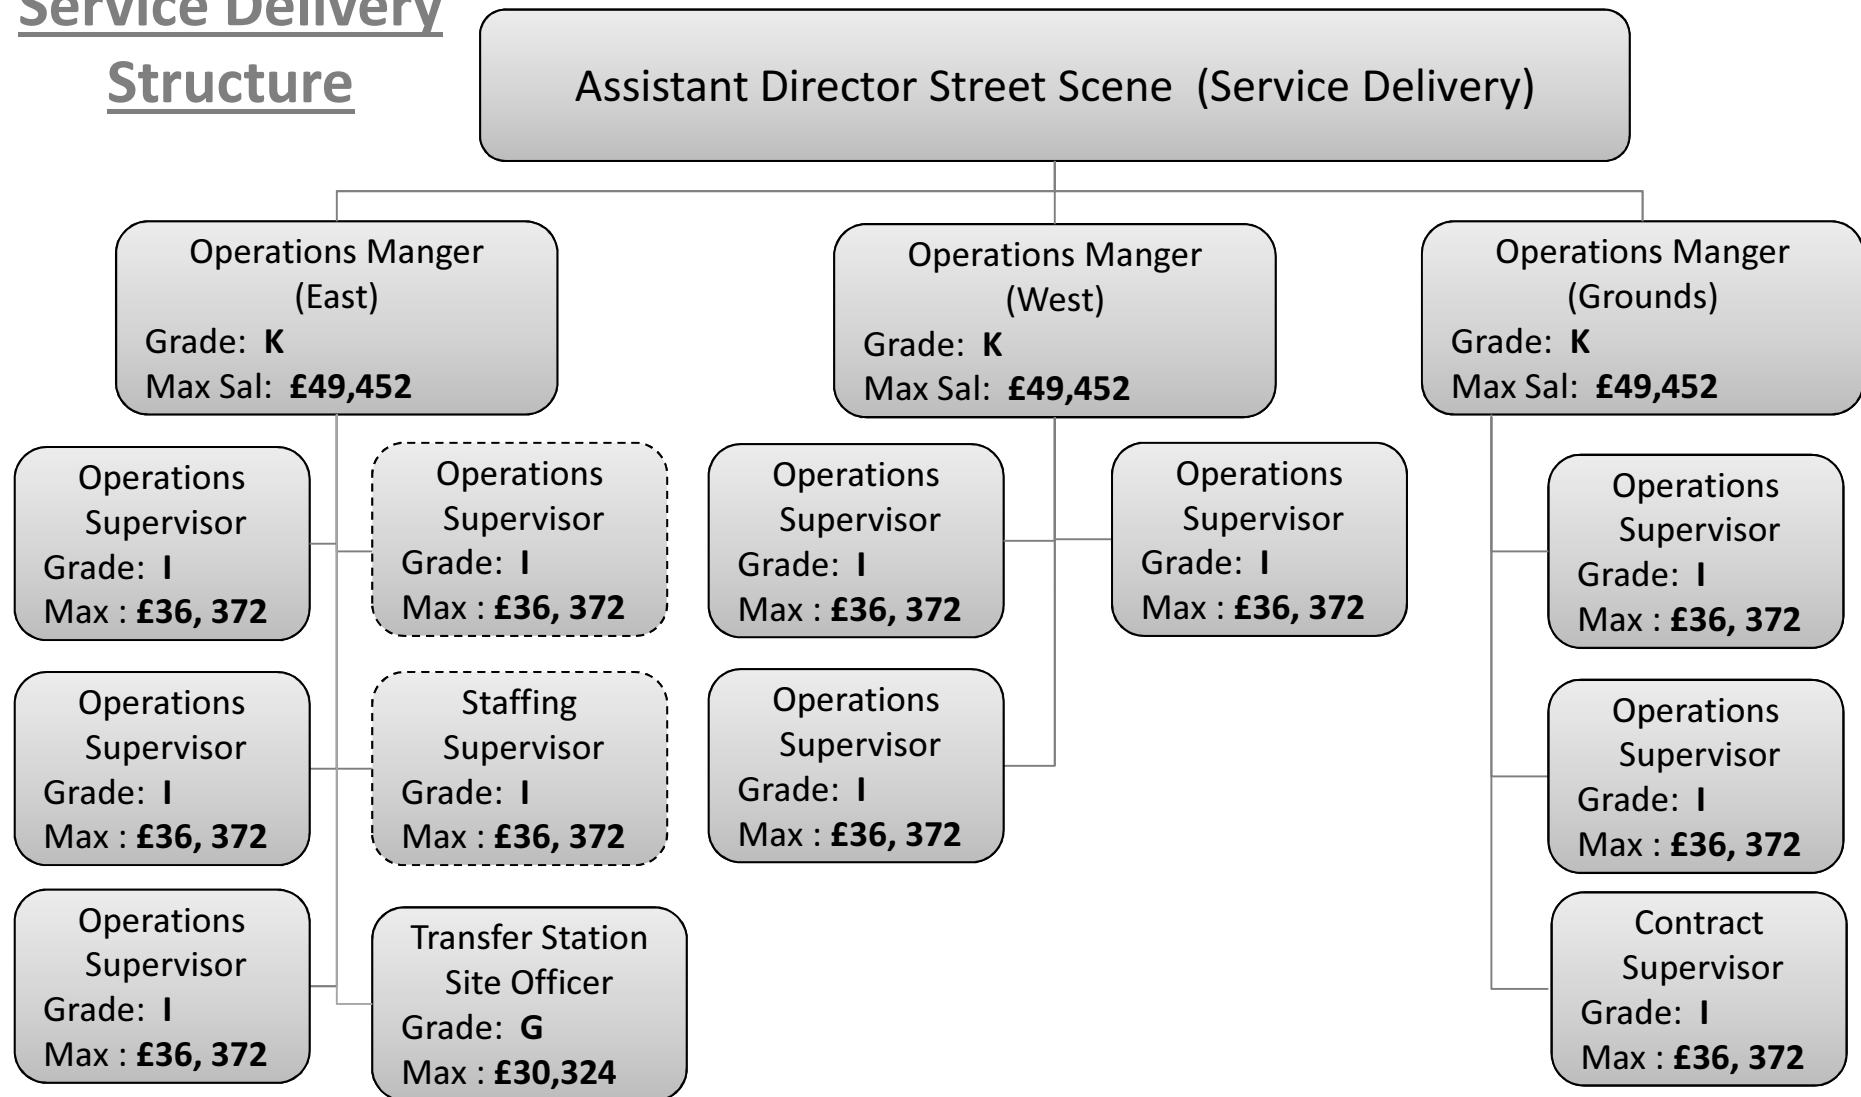 Service Delivery
Structure
Assistant Director Street Scene (Service Delivery)
Operations Manger
(East)
Grade: K
Max Sal: £49,452
Operations Manger
(West)
Grade: K
Max Sal: £49,452
Operations Manger
(Grounds)
Grade: K
Max Sal: £49,452
Operations
Supervisor
Grade: I
Max : £36, 372
Operations
Supervisor
Grade: I
Max : £36, 372
Operations
Supervisor
Grade: I
Max : £36, 372
Operations
Supervisor
Grade: I
Max : £36, 372
Operations
Supervisor
Grade: I
Max : £36, 372
Operations
Supervisor
Grade: I
Max : £36, 372
Staffing
Supervisor
Grade: I
Max : £36, 372
Operations
Supervisor
Grade: I
Max : £36, 372
Operations
Supervisor
Grade: I
Max : £36, 372
Operations
Supervisor
Grade: I
Max : £36, 372
Transfer Station
Site Officer
Grade: G
Max : £30,324
Contract
Supervisor
Grade: I
Max : £36, 372